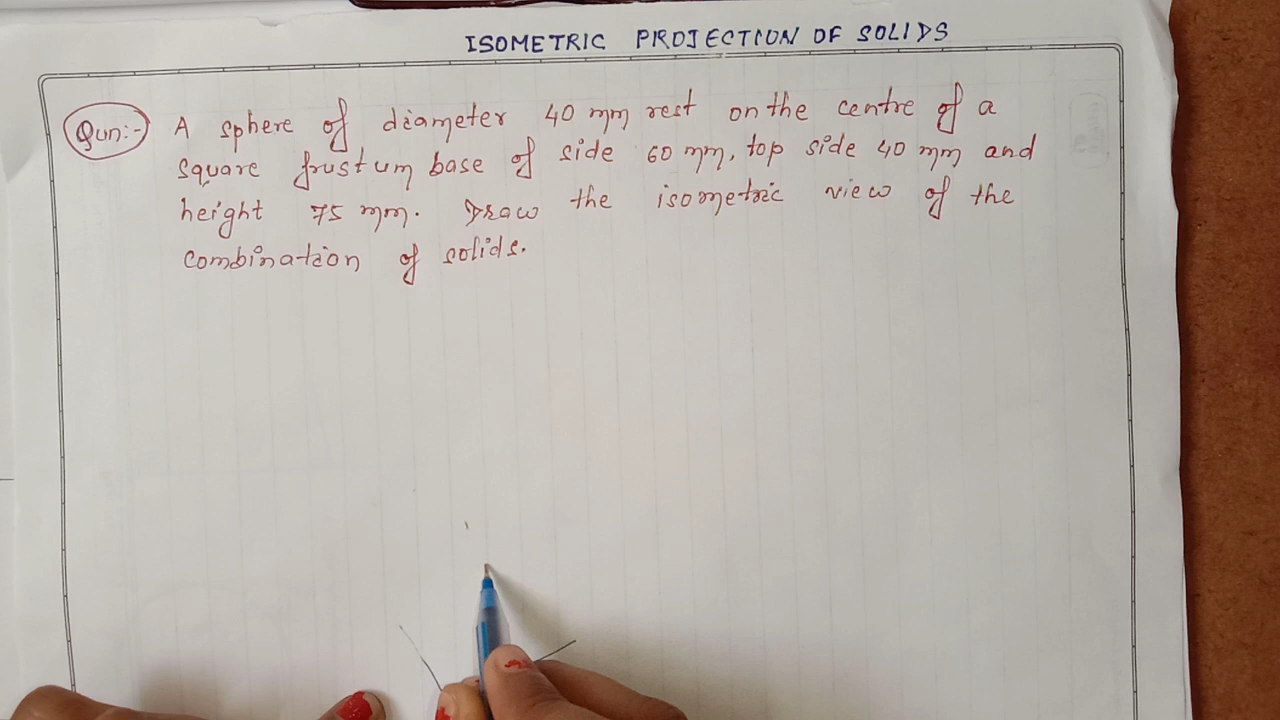 ISOMETRIC PROJECTION OF SOLIDS
Qun:- A sphere of diameter 40 mm rest on the centre of a
square frustum base of side 60 mm, top side 40 mm and
height 75 mm. Draw the isometric view of the
combination of solids.